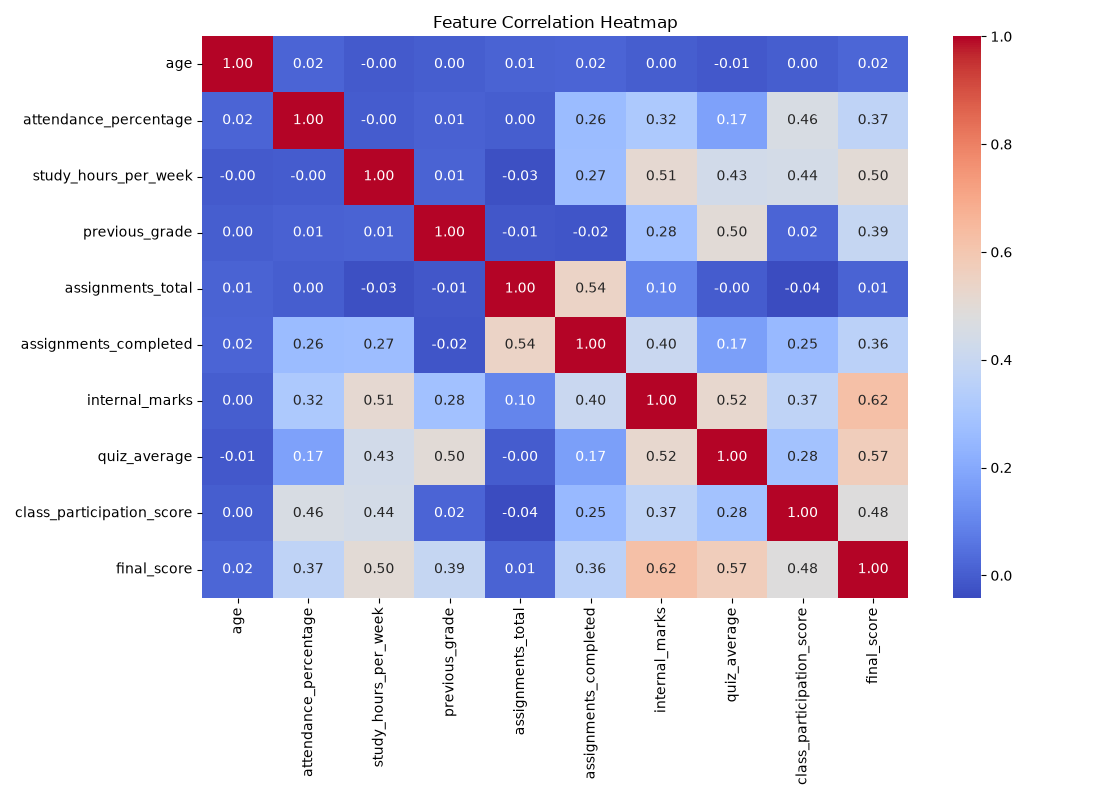 Feature Correlation Heatmap
age 1.00 0.02 -0.00 0.00 0.01 0.02 0.00 -0.01 0.00 0.02
attendance_percentage 0.02 1.00 -0.00 0.01 0.00 0.26 0.32 0.17 0.46 0.37
study_hours_per_week -0.00 -0.00 1.00 0.01 -0.03 0.27 0.51 0.43 0.44 0.50
previous_grade 0.00 0.01 0.01 1.00 -0.01 -0.02 0.28 0.50 0.02 0.39
assignments_total 0.01 0.00 -0.03 -0.01 1.00 0.54 0.10 -0.00 -0.04 0.01
assignments_completed 0.02 0.26 0.27 -0.02 0.54 1.00 0.40 0.17 0.25 0.36
internal_marks 0.00 0.32 0.51 0.28 0.10 0.40 1.00 0.52 0.37 0.62
quiz_average -0.01 0.17 0.43 0.50 -0.00 0.17 0.52 1.00 0.28 0.57
class_participation_score 0.00 0.46 0.44 0.02 -0.04 0.25 0.37 0.28 1.00 0.48
final_score 0.02 0.37 0.50 0.39 0.01 0.36 0.62 0.57 0.48 1.00
age
attendance_percentage
study_hours_per_week
previous_grade
assignments_total
assignments_completed
internal_marks
quiz_average
class_participation_score
final_score
1.0
0.8
0.6
0.4
0.2
0.0